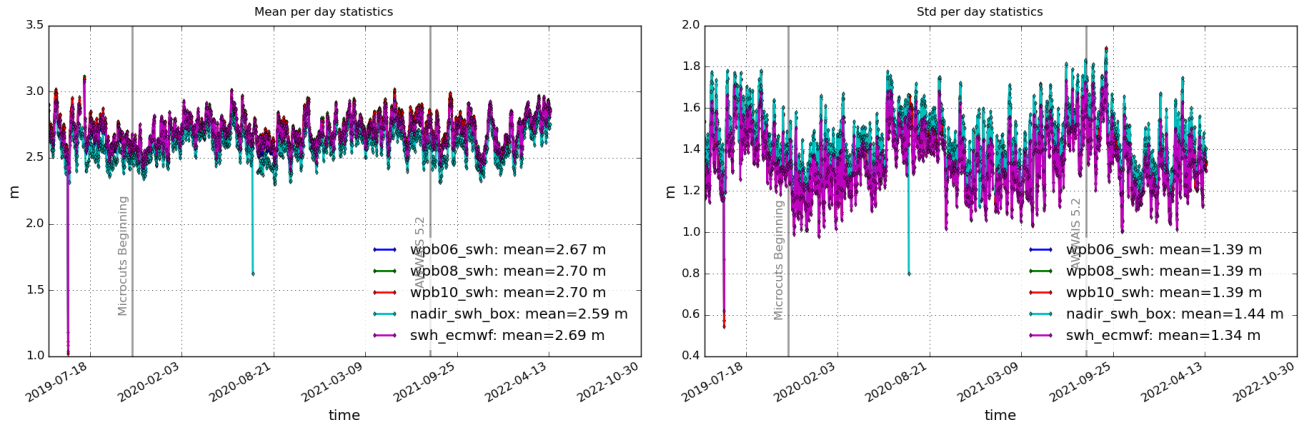 Mean per day statistics
3.5
3.0
2.5
2.0
1.5
1.0
m
Microcuts Beginning
AWWAIS 5.2
wpb06_swh: mean=2.67 m
wpb08_swh: mean=2.70 m
wpb10_swh: mean=2.70 m
nadir_swh_box: mean=2.59 m
swh_ecmwf: mean=2.69 m
2019-07-18
2020-02-03
2020-08-21
2021-03-09
2021-09-25
2022-04-13
2022-10-30
time
Std per day statistics
2.0
1.8
1.6
1.4
1.2
1.0
0.8
0.6
0.4
m
Microcuts Beginning
wpb06_swh: mean=1.39 m
wpb08_swh: mean=1.39 m
wpb10_swh: mean=1.39 m
nadir_swh_box: mean=1.44 m
swh_ecmwf: mean=1.34 m
2019-07-18
2020-02-03
2020-08-21
2021-03-09
2021-09-25
2022-04-13
2022-10-30
time